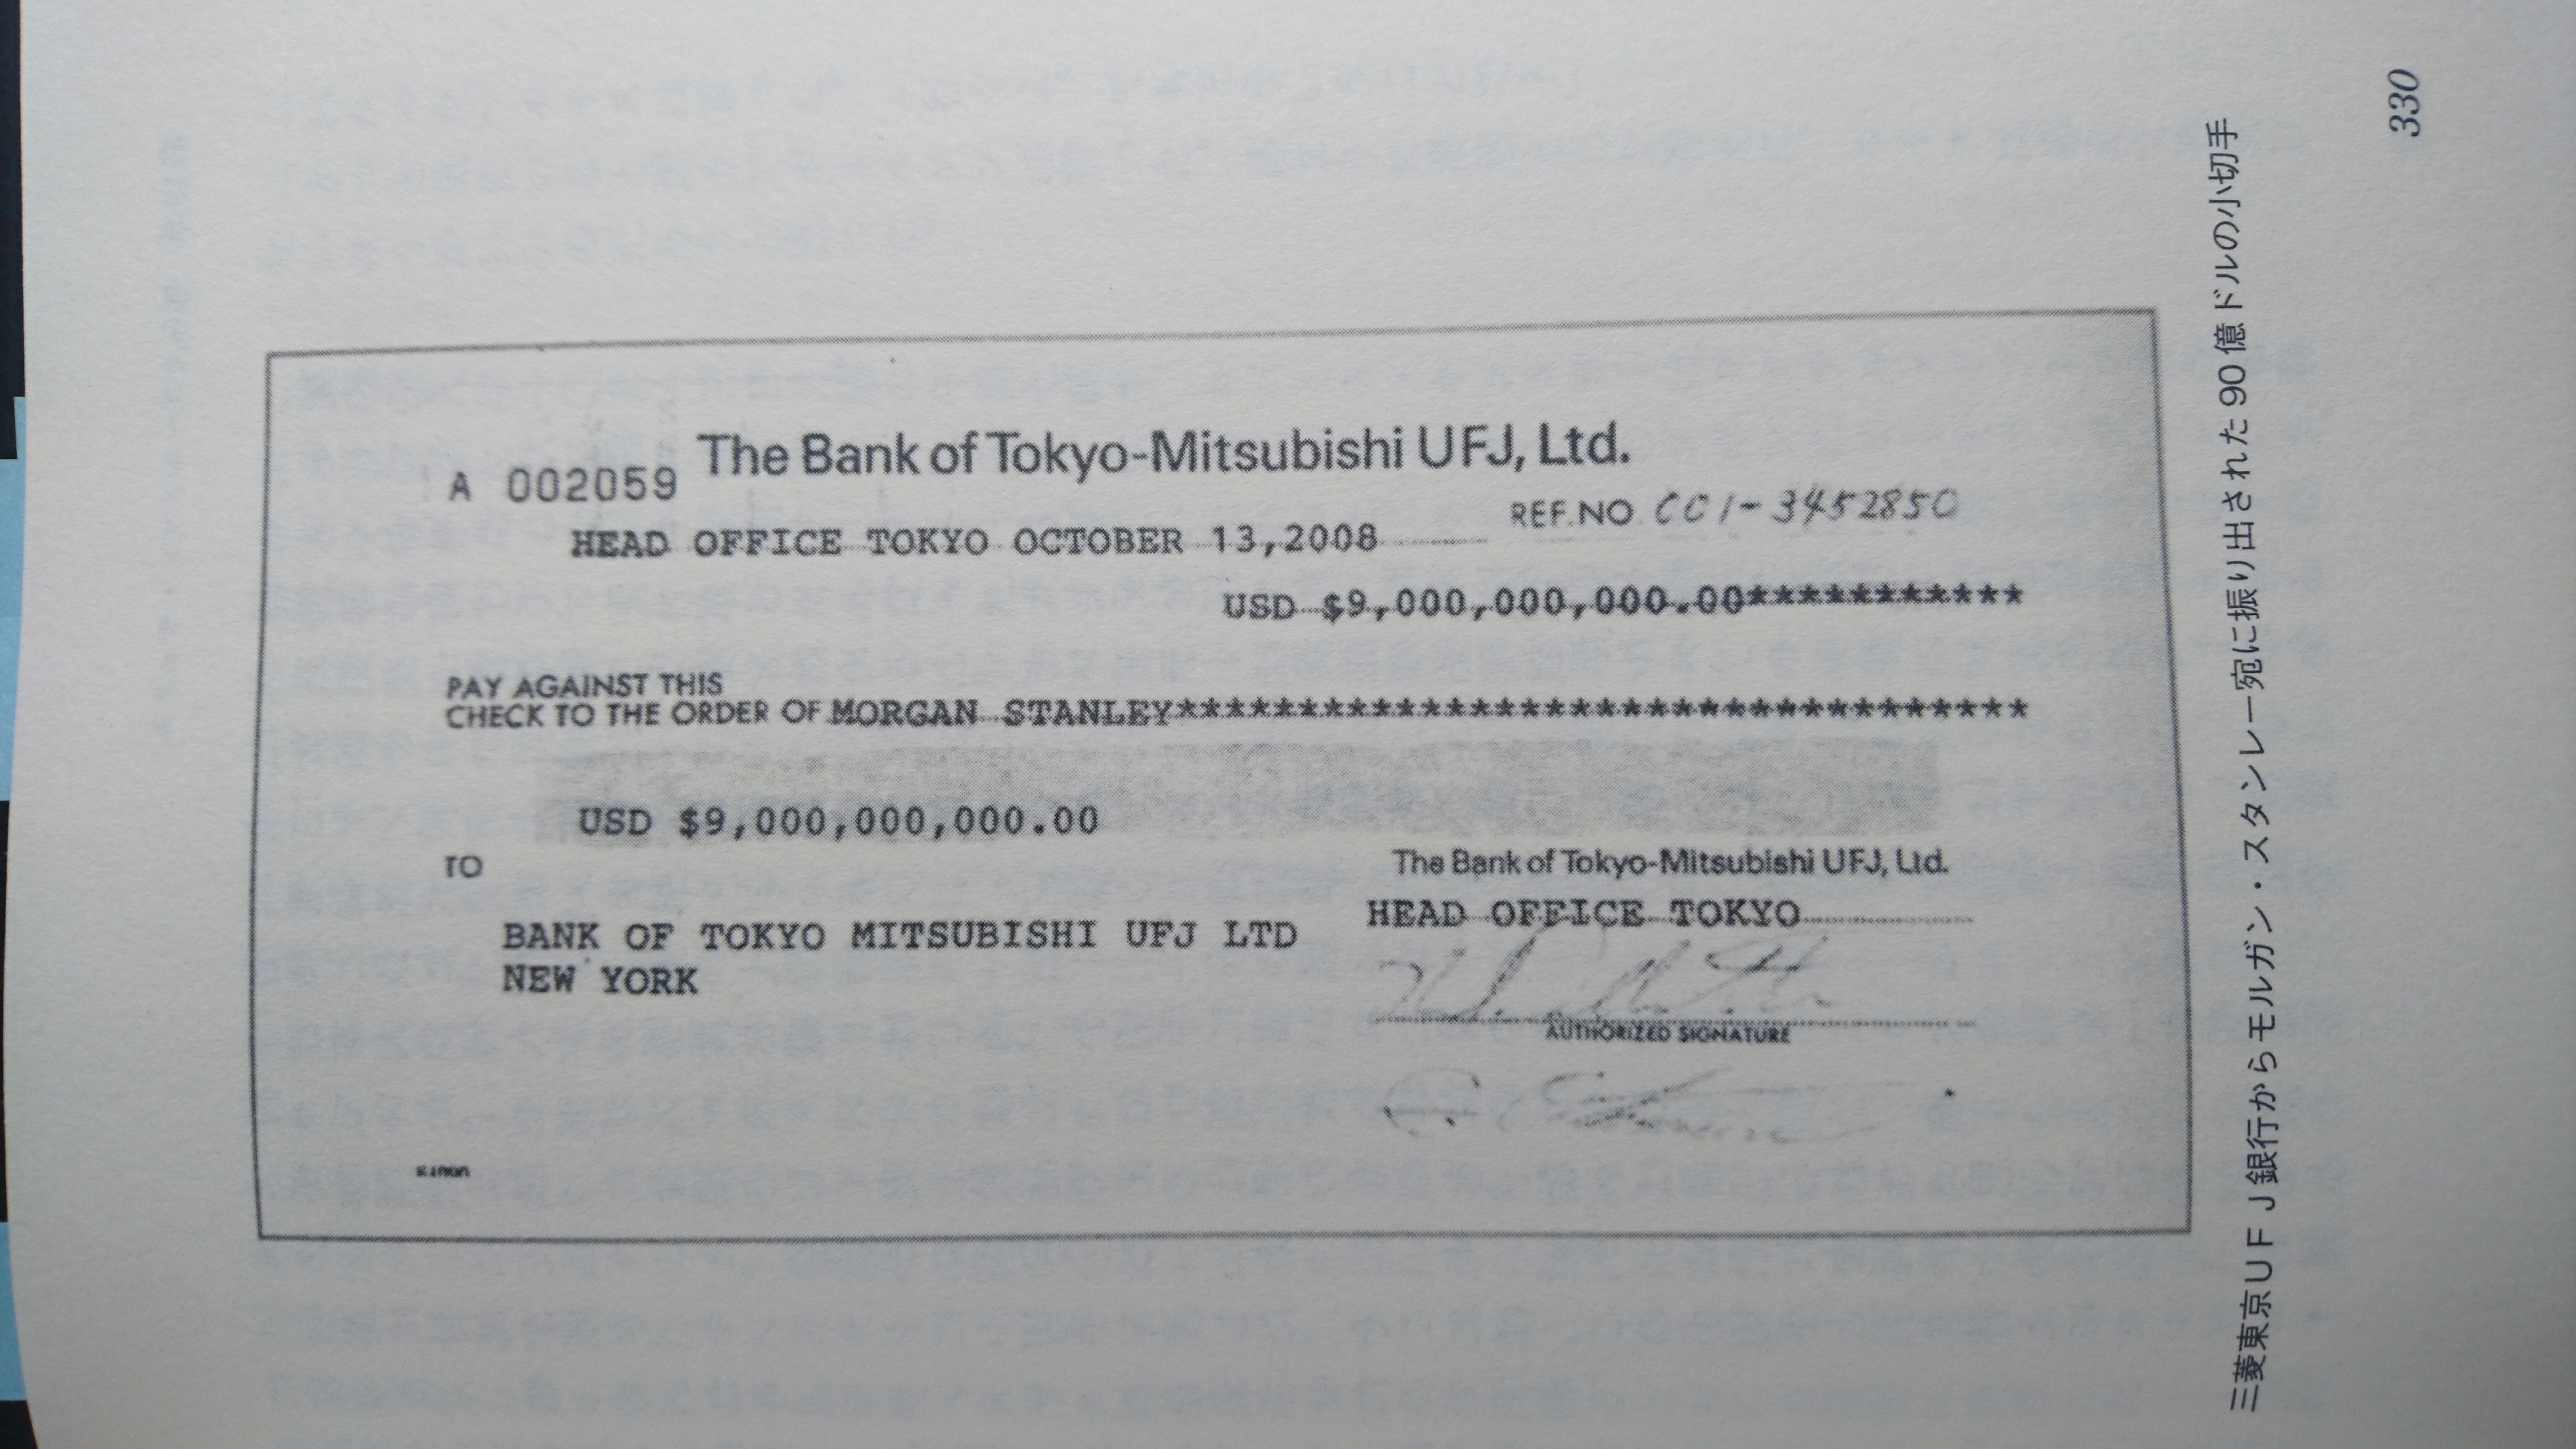 The Bank of Tokyo-Mitsubishi UFJ, Ltd.
A 002059
REF.NO. CC1-3452850
HEAD OFFICE TOKYO OCTOBER 13,2008
USD $9,000,000,000.00***********
PAY AGAINST THIS
CHECK TO THE ORDER OF MORGAN STANLEY***********************************
USD $9,000,000,000.00
TO
BANK OF TOKYO MITSUBISHI UFJ LTD
NEW YORK
The Bank of Tokyo-Mitsubishi UFJ, Ltd.
HEAD OFFICE TOKYO
AUTHORIZED SIGNATURE
三菱東京UFJ銀行からモルガン・スタンレー宛に振り出された90億ドルの小切手
330